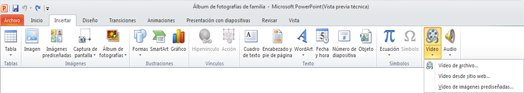 Álbum de fotografías de familia - Microsoft PowerPoint(Vista previa técnica)
Archivo Inicio Insertar Diseño Transiciones Animaciones Presentación con diapositivas Revisar Vista
Tabla Imagen Imágenes prediseñadas Captura de pantalla Álbum de fotografías Formas SmartArt Gráfico Hipervínculo Acción Cuadro de texto Encabezado y pie de página WordArt Fecha y hora Número de diapositiva Objeto Ecuación Símbolo Vídeo Audio
Tablas Imágenes Ilustraciones Vínculos Texto Símbolos
Vídeo de archivo...
Vídeo desde sitio web...
Vídeo de imágenes prediseñadas...